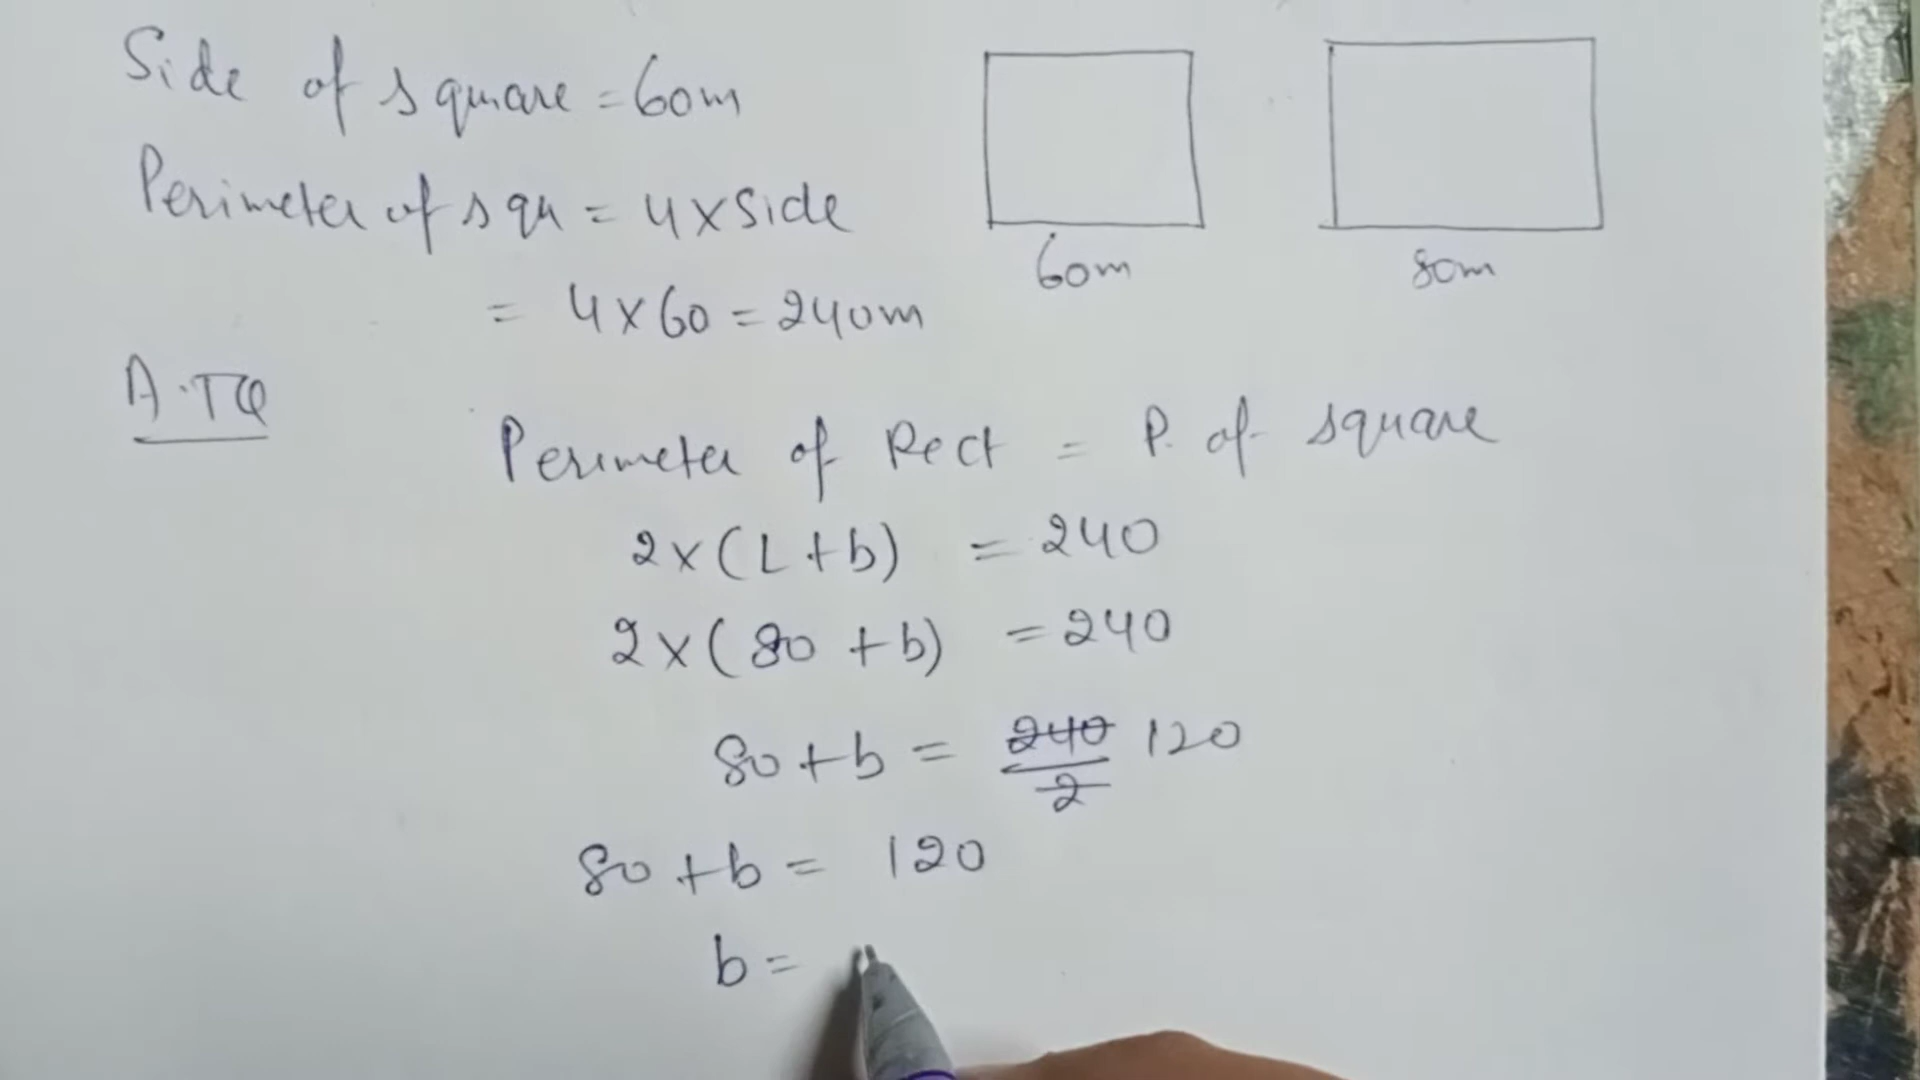 Side of square = 60m
Perimeter of squ = 4 × Side
= 4 × 60 = 240m
60m
80m
A.TQ
Perimeter of Rect = P. of square
2 × (L + b) = 240
2 × (80 + b) = 240
80 + b = 240/2 120
80 + b = 120
b =